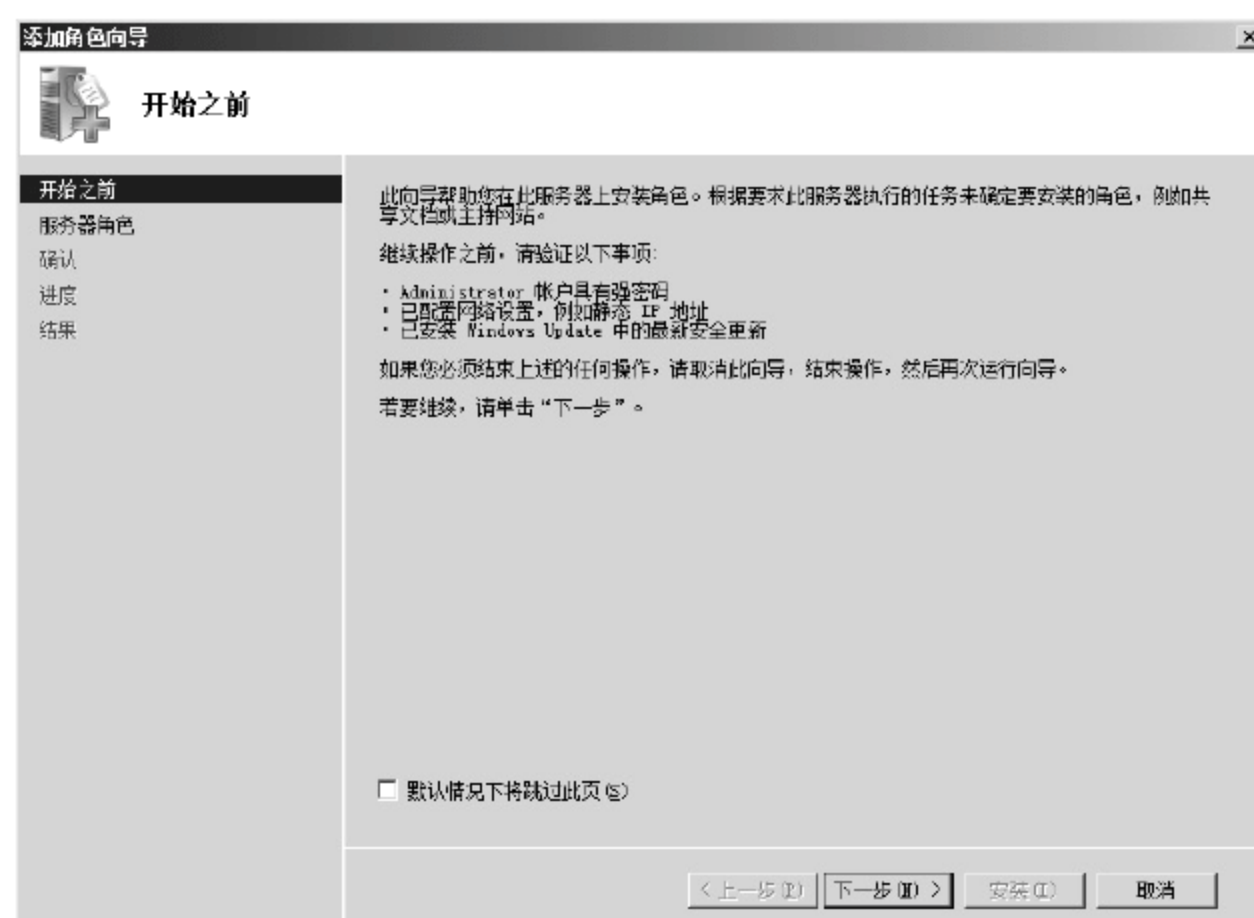 添加角色向导
开始之前
开始之前
服务器角色
确认
进度
结果
此向导帮助您在此服务器上安装角色。根据要求此服务器执行的任务来确定要安装的角色，例如共
享文档或主持网站。
继续操作之前，请验证以下事项:
· Administrator 帐户具有强密码
· 已配置网络设置，例如静态 IP 地址
· 已安装 Windows Update 中的最新安全更新
如果您必须结束上述的任何操作，请取消此向导，结束操作，然后再次运行向导。
若要继续，请单击“下一步”。
默认情况下将跳过此页(S)
< 上一步(P) 下一步(N) > 安装(I) 取消